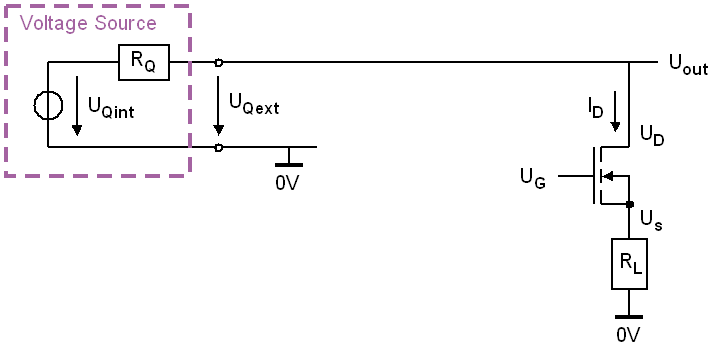 Voltage Source
RQ
Uout
UQint
UQext
ID
UD
0V
UG
Us
RL
0V